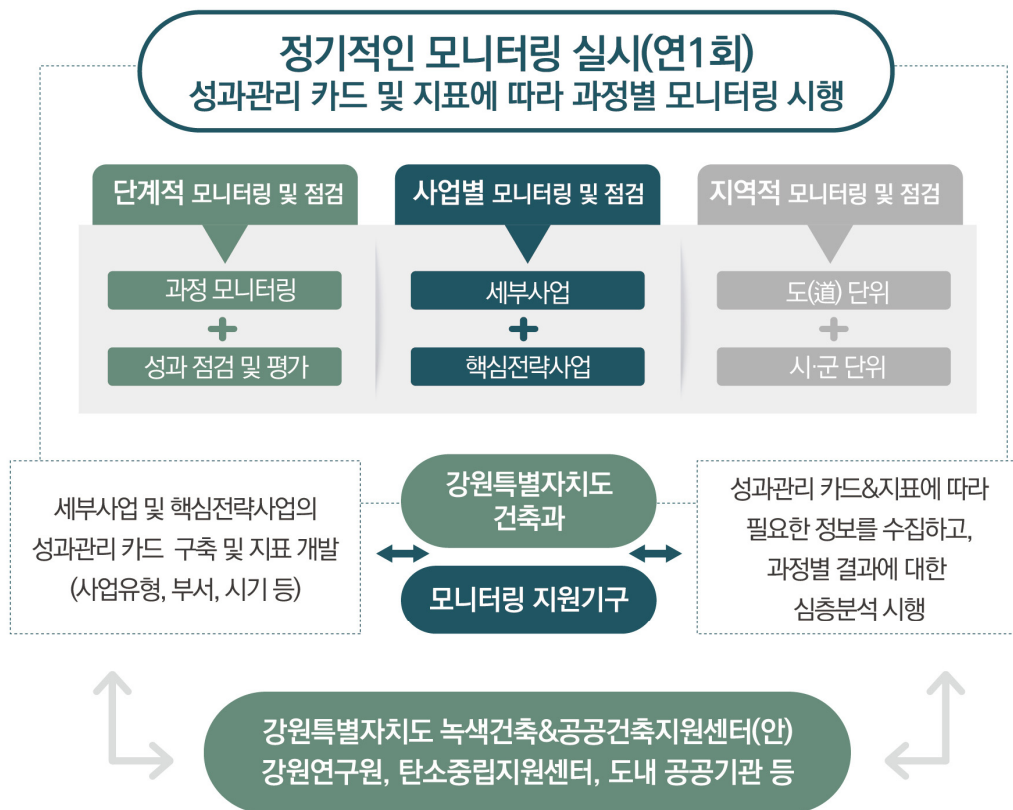 정기적인 모니터링 실시(연1회)
성과관리 카드 및 지표에 따라 과정별 모니터링 시행
단계적 모니터링 및 점검
과정 모니터링
+
성과 점검 및 평가
사업별 모니터링 및 점검
세부사업
+
핵심전략사업
지역적 모니터링 및 점검
도(道) 단위
+
시·군 단위
세부사업 및 핵심전략사업의
성과관리 카드 구축 및 지표 개발
(사업유형, 부서, 시기 등)
강원특별자치도
건축과
모니터링 지원기구
성과관리 카드&지표에 따라
필요한 정보를 수집하고,
과정별 결과에 대한
심층분석 시행
강원특별자치도 녹색건축&공공건축지원센터(안)
강원연구원, 탄소중립지원센터, 도내 공공기관 등